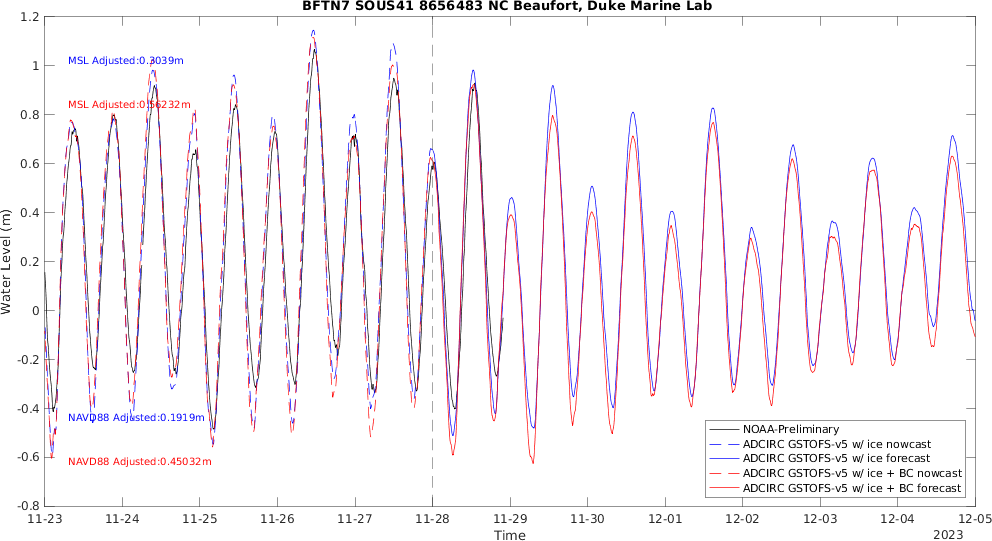 BFTN7 SOUS41 8656483 NC Beaufort, Duke Marine Lab
1.2
1
0.8
0.6
0.4
0.2
0
-0.2
-0.4
-0.6
-0.8
Water Level (m)
MSL Adjusted:0.3039m
MSL Adjusted:0.56232m
NAVD88 Adjusted:0.1919m
NAVD88 Adjusted:0.45032m
NOAA-Preliminary
ADCIRC GSTOFS-v5 w/ ice nowcast
ADCIRC GSTOFS-v5 w/ ice forecast
ADCIRC GSTOFS-v5 w/ ice + BC nowcast
ADCIRC GSTOFS-v5 w/ ice + BC forecast
11-23 11-24 11-25 11-26 11-27 11-28 11-29 11-30 12-01 12-02 12-03 12-04 12-05
Time
2023